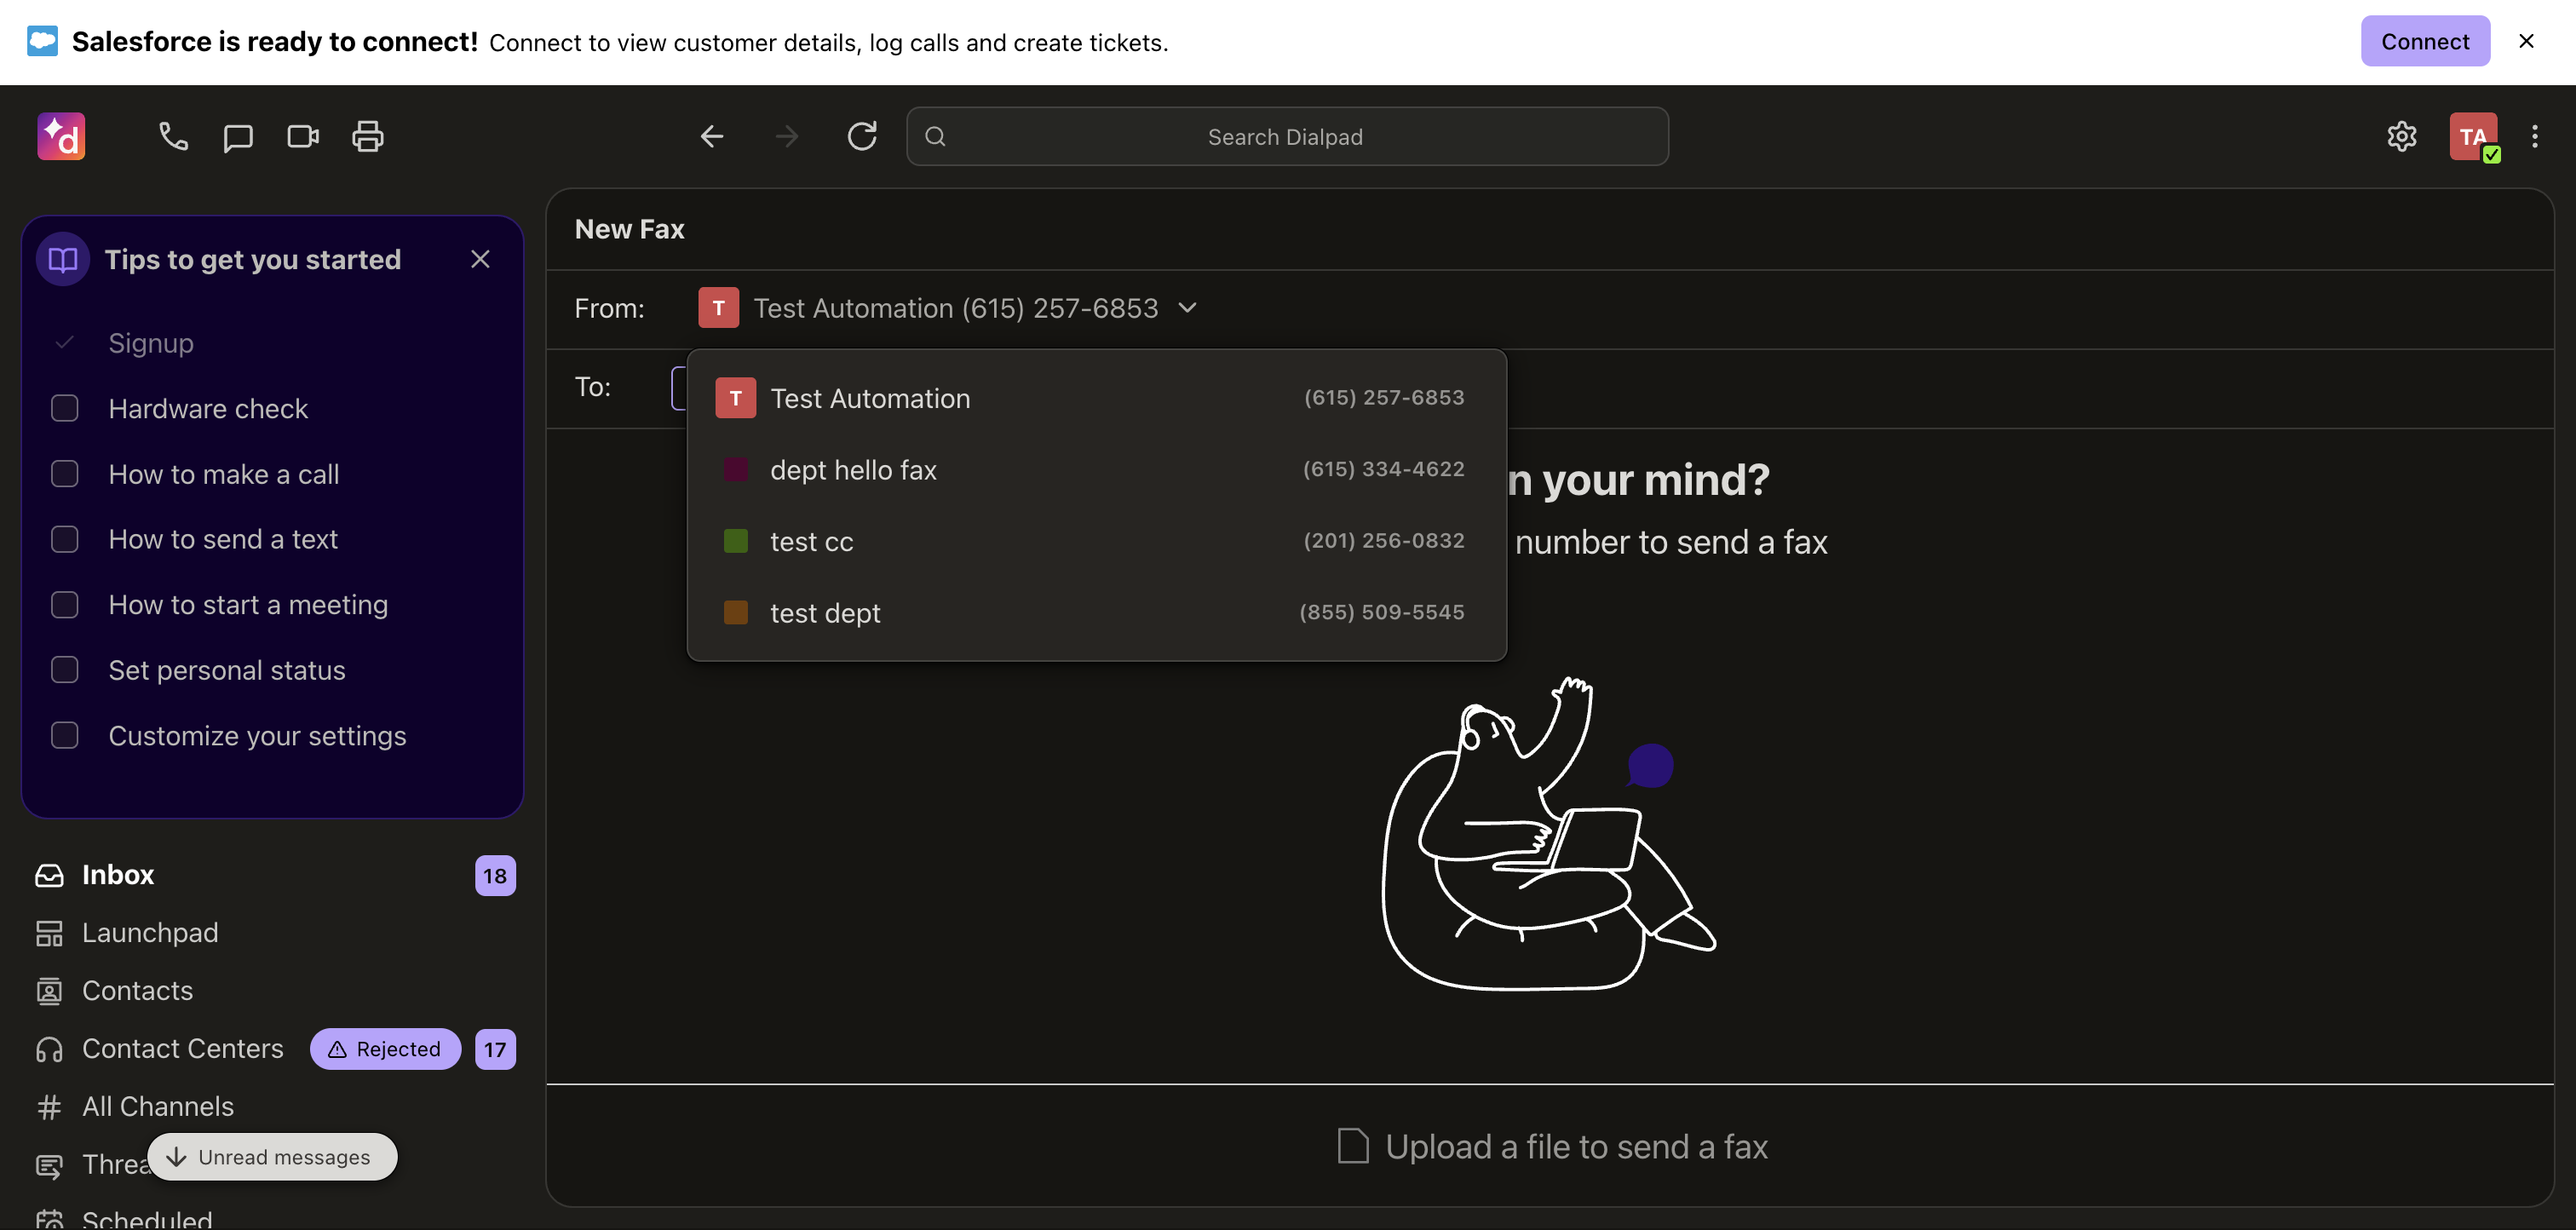 Salesforce is ready to connect! Connect to view customer details, log calls and create tickets.
Connect
d
Search Dialpad
TA
Tips to get you started
Signup
Hardware check
How to make a call
How to send a text
How to start a meeting
Set personal status
Customize your settings
Inbox 18
Launchpad
Contacts
Contact Centers Rejected 17
All Channels
Unread messages
Scheduled
New Fax
From: T Test Automation (615) 257-6853
To:
T Test Automation (615) 257-6853
dept hello fax (615) 334-4622
test cc (201) 256-0832
test dept (855) 509-5545
your mind?
number to send a fax
Upload a file to send a fax